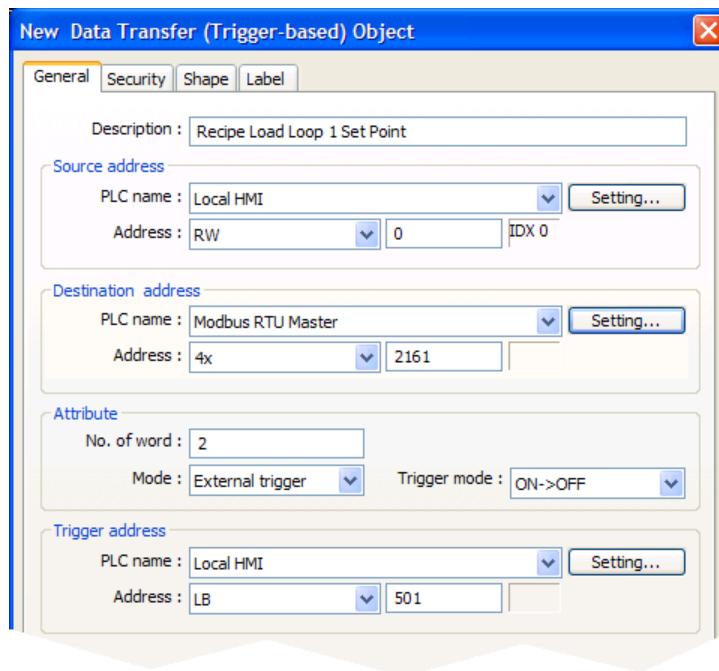 New Data Transfer (Trigger-based) Object
General Security Shape Label
Description : Recipe Load Loop 1 Set Point
Source address
PLC name : Local HMI Setting...
Address : RW 0 IDX 0
Destination address
PLC name : Modbus RTU Master Setting...
Address : 4x 2161
Attribute
No. of word : 2
Mode : External trigger Trigger mode : ON->OFF
Trigger address
PLC name : Local HMI Setting...
Address : LB 501